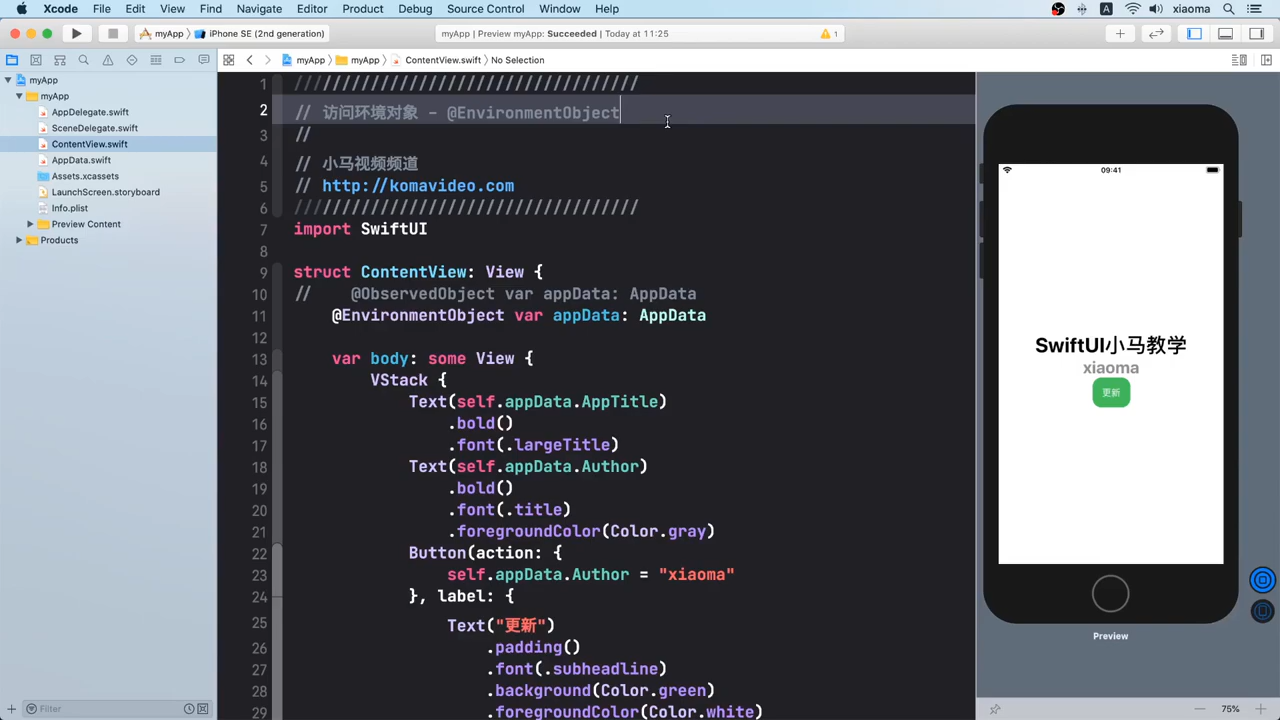 Xcode File Edit View Find Navigate Editor Product Debug Source Control Window Help A xiaoma
myApp iPhone SE (2nd generation) myApp | Preview myApp: Succeeded | Today at 11:25 1
myApp myApp ContentView.swift No Selection
myApp
myApp
AppDelegate.swift
SceneDelegate.swift
ContentView.swift
AppData.swift
Assets.xcassets
LaunchScreen.storyboard
Info.plist
Preview Content
Products
Filter
1 ////////////////////////////////////
2 // 访问环境对象 - @EnvironmentObject
3 //
4 // 小马视频频道
5 // http://komavideo.com
6 ////////////////////////////////////
7 import SwiftUI
8
9 struct ContentView: View {
10 // @ObservedObject var appData: AppData
11 @EnvironmentObject var appData: AppData
12
13 var body: some View {
14 VStack {
15 Text(self.appData.AppTitle)
16 .bold()
17 .font(.largeTitle)
18 Text(self.appData.Author)
19 .bold()
20 .font(.title)
21 .foregroundColor(Color.gray)
22 Button(action: {
23 self.appData.Author = "xiaoma"
24 }, label: {
25 Text("更新")
26 .padding()
27 .font(.subheadline)
28 .background(Color.green)
29 .foregroundColor(Color.white)
09:41
SwiftUI小马教学
xiaoma
更新
Preview
75%